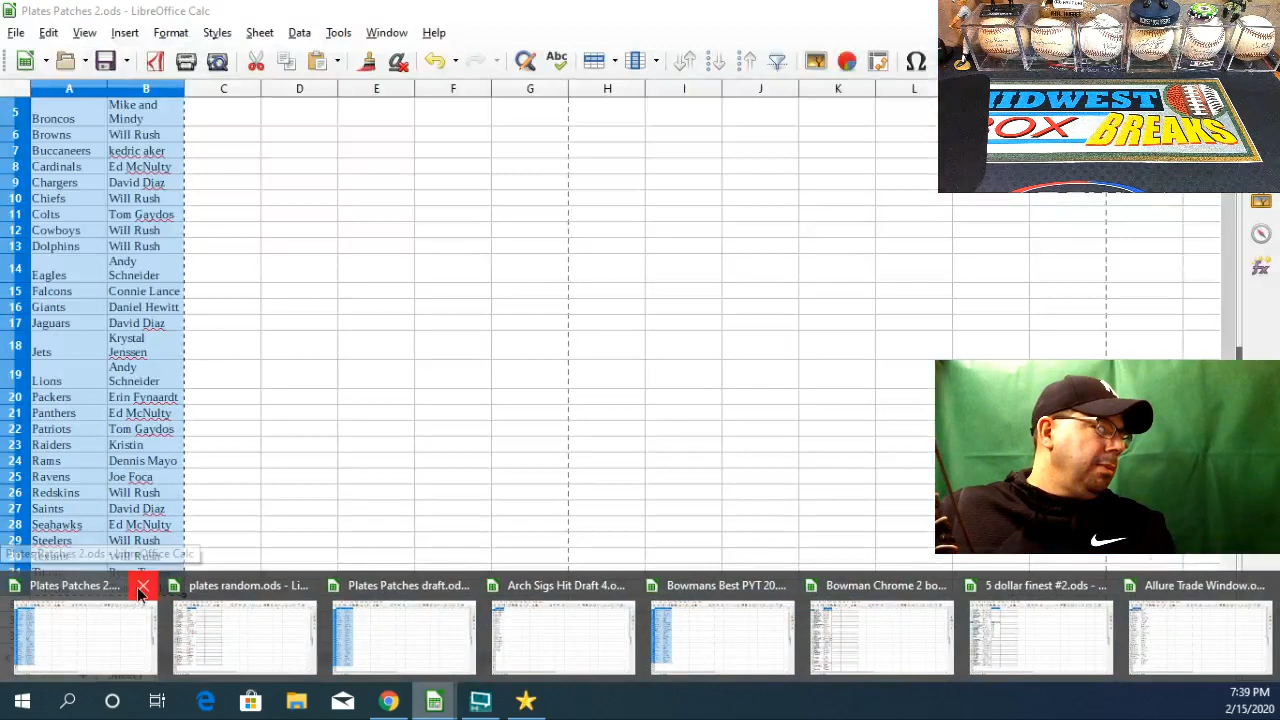 Plates Patches 2.ods - LibreOffice Calc
File Edit View Insert Format Styles Sheet Data Tools Window Help
A B C D E F G H I J K L
5 Broncos Mike and Mindy
6 Browns Will Rush
7 Buccaneers kedric aker
8 Cardinals Ed McNulty
9 Chargers David Diaz
10 Chiefs Will Rush
11 Colts Tom Gaydos
12 Cowboys Will Rush
13 Dolphins Will Rush
14 Eagles Andy Schneider
15 Falcons Connie Lance
16 Giants Daniel Hewitt
17 Jaguars David Diaz
18 Jets Krystal Jenssen
19 Lions Andy Schneider
20 Packers Erin Fynaardt
21 Panthers Ed McNulty
22 Patriots Tom Gaydos
23 Raiders Kristin
24 Rams Dennis Mayo
25 Ravens Joe Foca
26 Redskins Will Rush
27 Saints David Diaz
28 Seahawks Ed McNulty
29 Steelers Will Rush
Plates Patches 2.ods - LibreOffice Calc
MIDWEST
BOX BREAKS
Plates Patches 2.... plates random.ods - Li... Plates Patches draft.od... Arch Sigs Hit Draft 4.o... Bowmans Best PYT 20.... Bowman Chrome 2 bo... 5 dollar finest #2.ods - ... Allure Trade Window.o...
7:39 PM
2/15/2020